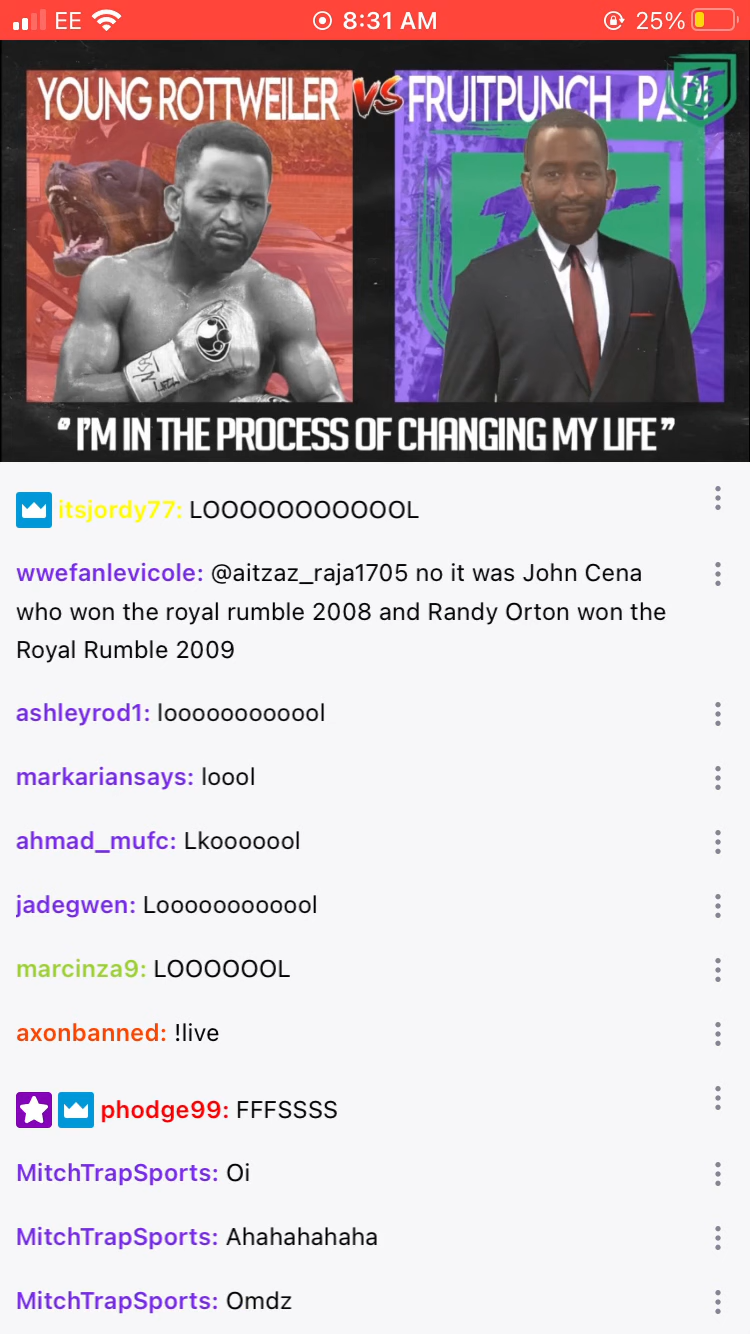 EE 8:31 AM 25%
YOUNG ROTTWEILER VS FRUITPUNCH
"I'M IN THE PROCESS OF CHANGING MY LIFE"
itsjordy77: LOOOOOOOOOOOL
wwefanlevicole: @aitzaz_raja1705 no it was John Cena
who won the royal rumble 2008 and Randy Orton won the
Royal Rumble 2009
ashleyrod1: looooooooooool
markariansays: loool
ahmad_mufc: Lkooooool
jadegwen: Looooooooooool
marcinza9: LOOOOOOL
axonbanned: !live
phodge99: FFFSSSS
MitchTrapSports: Oi
MitchTrapSports: Ahahahahaha
MitchTrapSports: Omdz